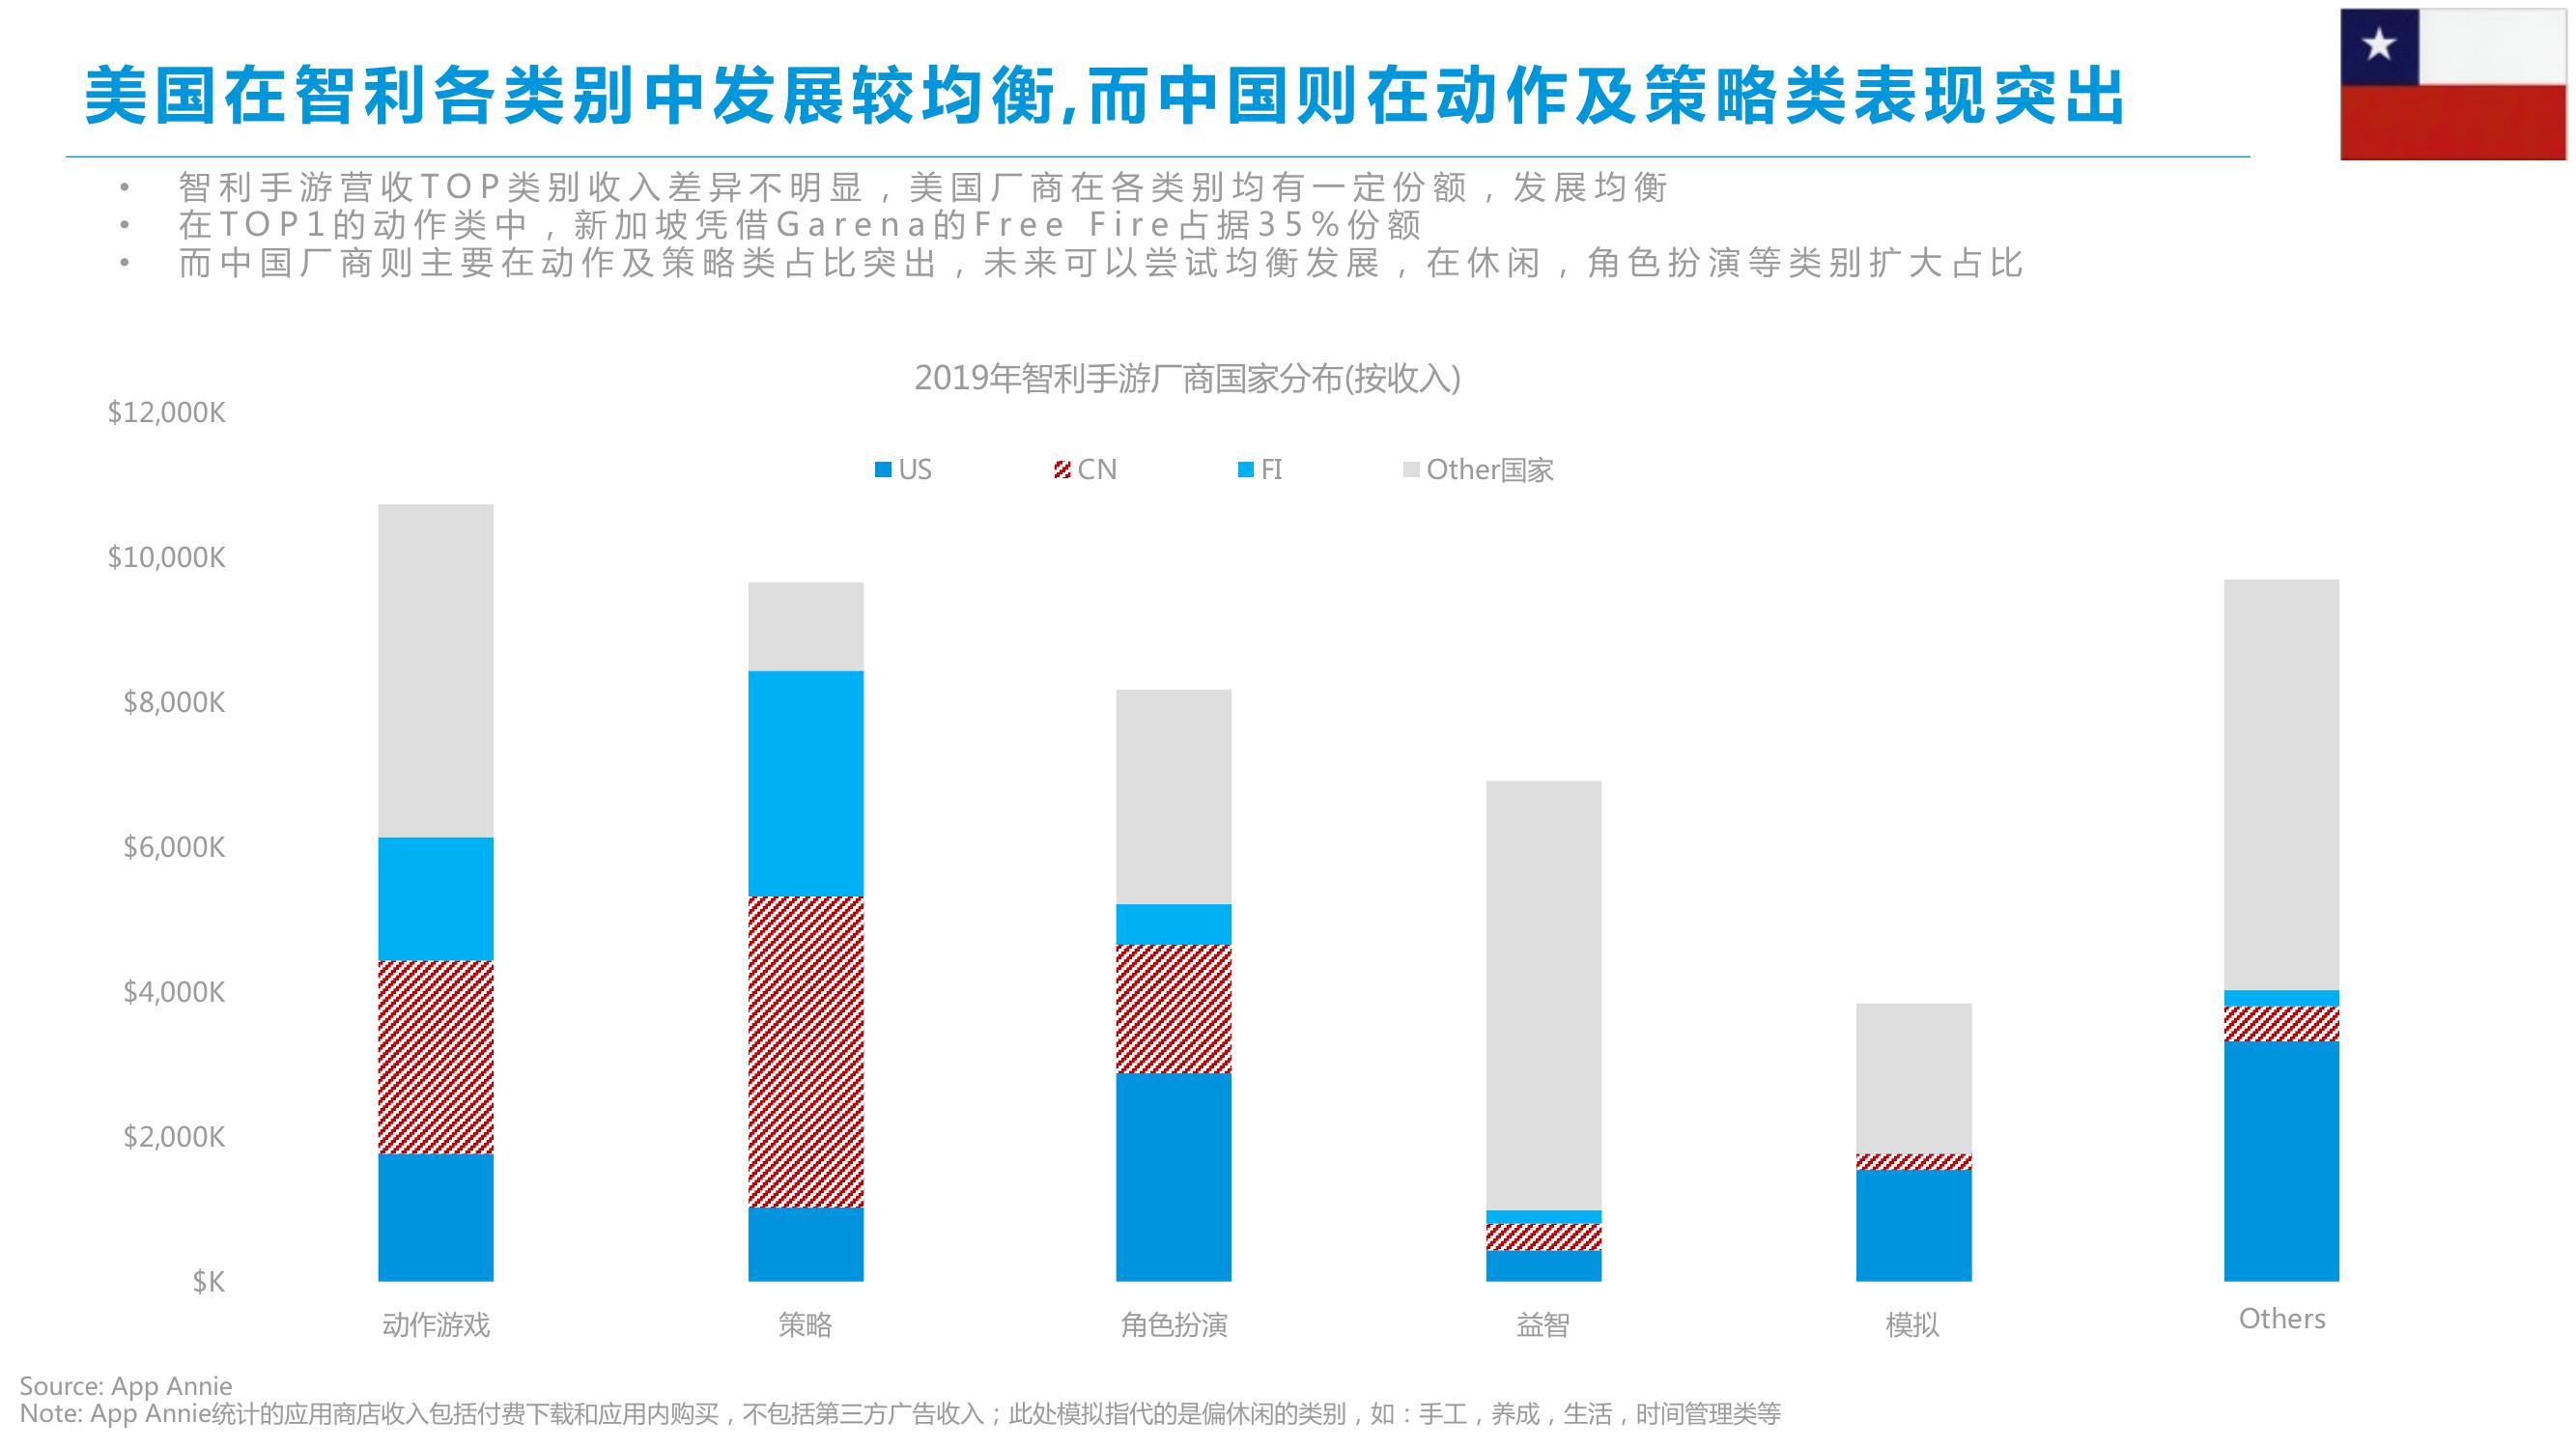 美国在智利各类别中发展较均衡,而中国则在动作及策略类表现突出
• 智利手游营收TOP类别收入差异不明显，美国厂商在各类别均有一定份额，发展均衡
• 在TOP1的动作类中，新加坡凭借Garena的Free Fire占据35%份额
• 而中国厂商则主要在动作及策略类占比突出，未来可以尝试均衡发展，在休闲，角色扮演等类别扩大占比
2019年智利手游厂商国家分布(按收入)
US CN FI Other国家
$12,000K
$10,000K
$8,000K
$6,000K
$4,000K
$2,000K
$K
动作游戏 策略 角色扮演 益智 模拟 Others
Source: App Annie
Note: App Annie统计的应用商店收入包括付费下载和应用内购买，不包括第三方广告收入；此处模拟指代的是偏休闲的类别，如：手工，养成，生活，时间管理类等